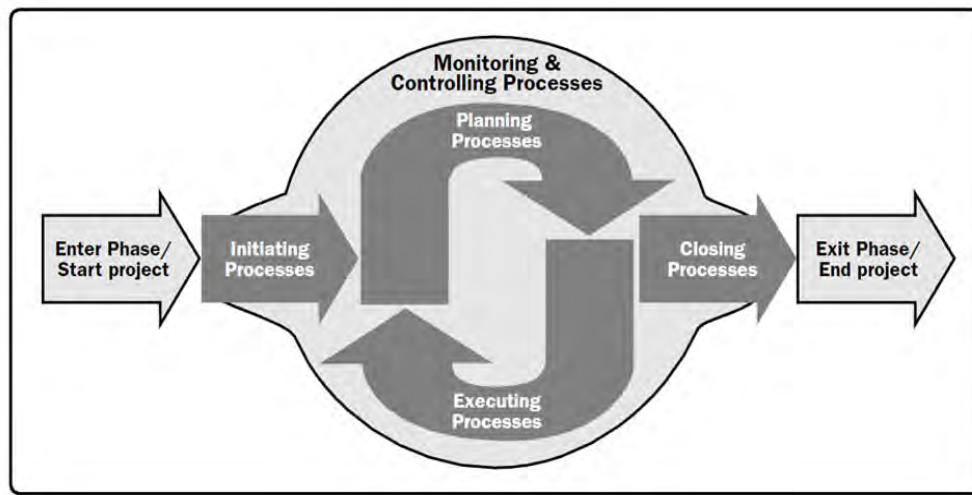 Monitoring &
Controlling Processes
Planning
Processes
Enter Phase/
Start project
Initiating
Processes
Closing
Processes
Exit Phase/
End project
Executing
Processes